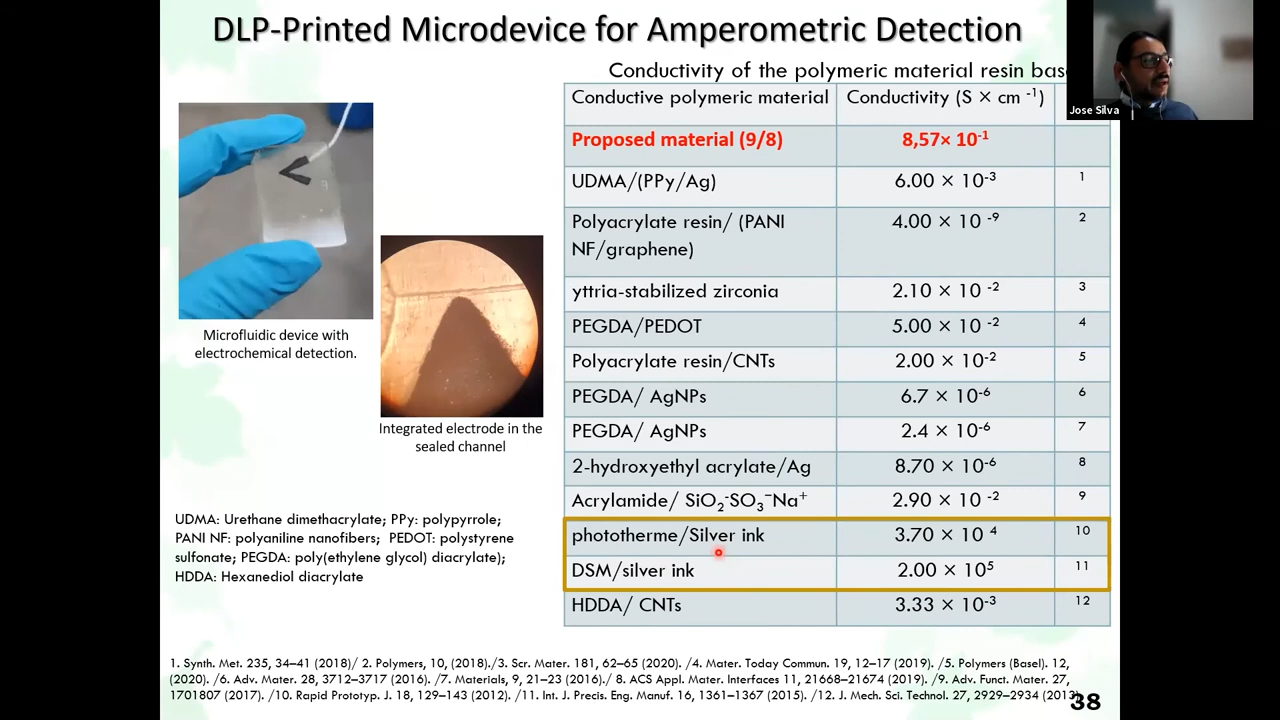 DLP-Printed Microdevice for Amperometric Detection
Conductivity of the polymeric material resin bas
Jose Silva
Conductive polymeric material Conductivity (S × cm -1)
Proposed material (9/8) 8,57× 10-1
UDMA/(PPy/Ag) 6.00 × 10-3 1
Polyacrylate resin/ (PANI 4.00 × 10 -9 2
NF/graphene)
yttria-stabilized zirconia 2.10 × 10 -2 3
PEGDA/PEDOT 5.00 × 10 -2 4
Polyacrylate resin/CNTs 2.00 × 10-2 5
PEGDA/ AgNPs 6.7 × 10-6 6
PEGDA/ AgNPs 2.4 × 10-6 7
2-hydroxyethyl acrylate/Ag 8.70 × 10-6 8
Acrylamide/ SiO2-SO3−Na+ 2.90 × 10 -2 9
phototherme/Silver ink 3.70 × 10 4 10
DSM/silver ink 2.00 × 105 11
HDDA/ CNTs 3.33 × 10-3 12
Microfluidic device with
electrochemical detection.
Integrated electrode in the
sealed channel
UDMA: Urethane dimethacrylate; PPy: polypyrrole;
PANI NF: polyaniline nanofibers; PEDOT: polystyrene
sulfonate; PEGDA: poly(ethylene glycol) diacrylate);
HDDA: Hexanediol diacrylate
1. Synth. Met. 235, 34–41 (2018)/ 2. Polymers, 10, (2018)./3. Scr. Mater. 181, 62–65 (2020). /4. Mater. Today Commun. 19, 12–17 (2019). /5. Polymers (Basel). 12,
(2020). /6. Adv. Mater. 28, 3712–3717 (2016). /7. Materials, 9, 21–23 (2016)./ 8. ACS Appl. Mater. Interfaces 11, 21668–21674 (2019). /9. Adv. Funct. Mater. 27,
1701807 (2017). /10. Rapid Prototyp. J. 18, 129–143 (2012). /11. Int. J. Precis. Eng. Manuf. 16, 1361–1367 (2015). /12. J. Mech. Sci. Technol. 27, 2929–2934 (2013)
38